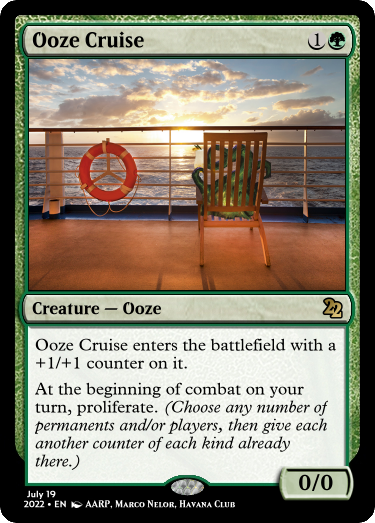 Ooze Cruise 1
Creature — Ooze 22
Ooze Cruise enters the battlefield with a
+1/+1 counter on it.
At the beginning of combat on your
turn, proliferate. (Choose any number of
permanents and/or players, then give each
another counter of each kind already
there.)
0/0
July 19
2022 • EN AARP, Marco Nelor, Havana Club